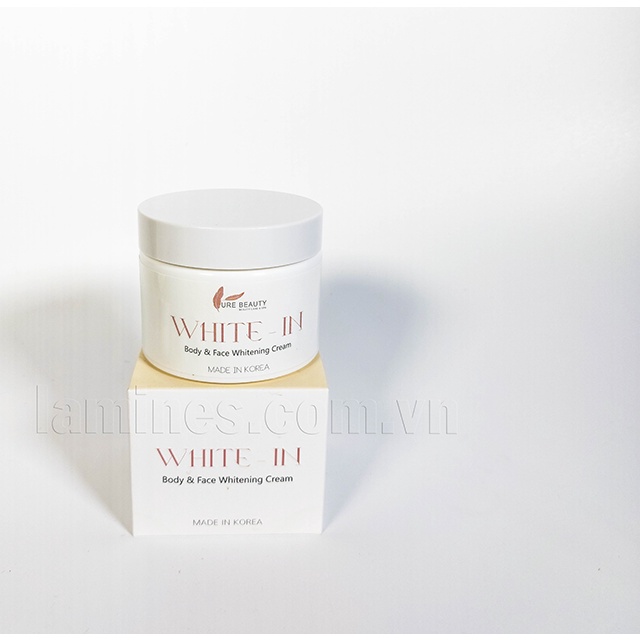 URE BEAUTY
WHITE-IN
Body & Face Whitening Cream
MADE IN KOREA
lamines.com.vn
WHITE-IN
Body & Face Whitening Cream
MADE IN KOREA